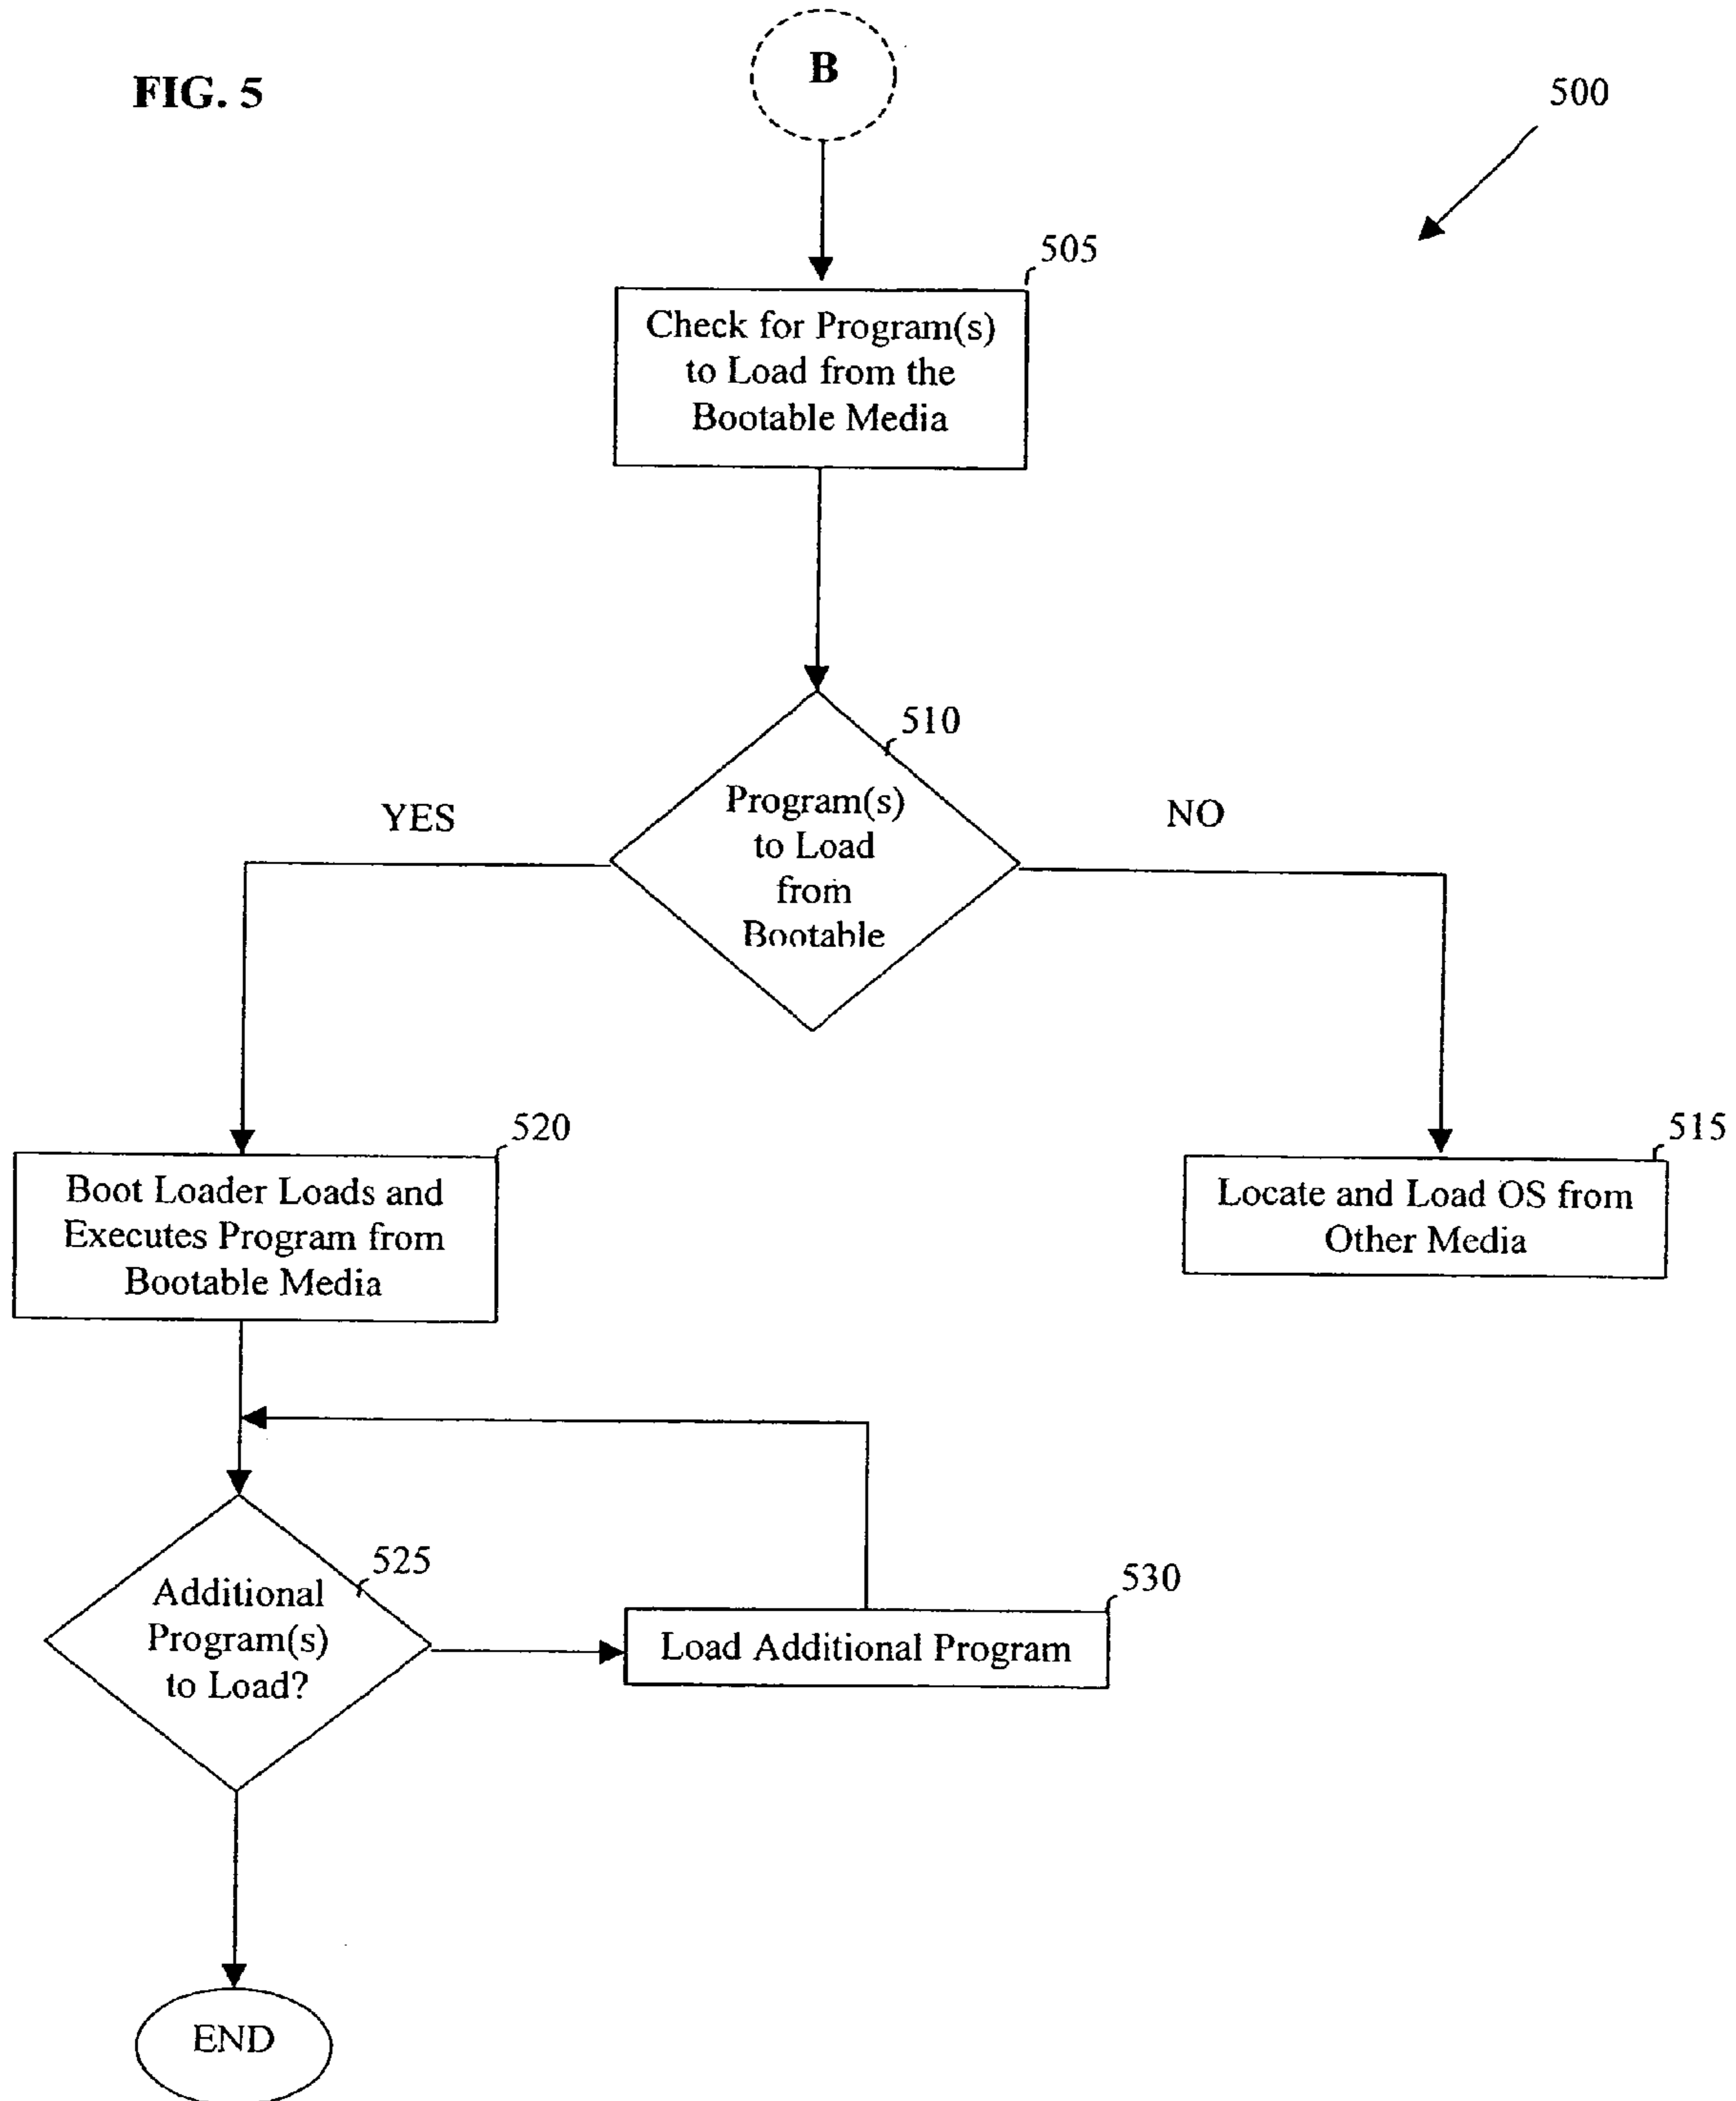 FIG. 5
B
500
505
Check for Program(s)
to Load from the
Bootable Media
510
Program(s)
to Load
from
Bootable
YES
NO
520
Boot Loader Loads and
Executes Program from
Bootable Media
515
Locate and Load OS from
Other Media
525
Additional
Program(s)
to Load?
530
Load Additional Program
END